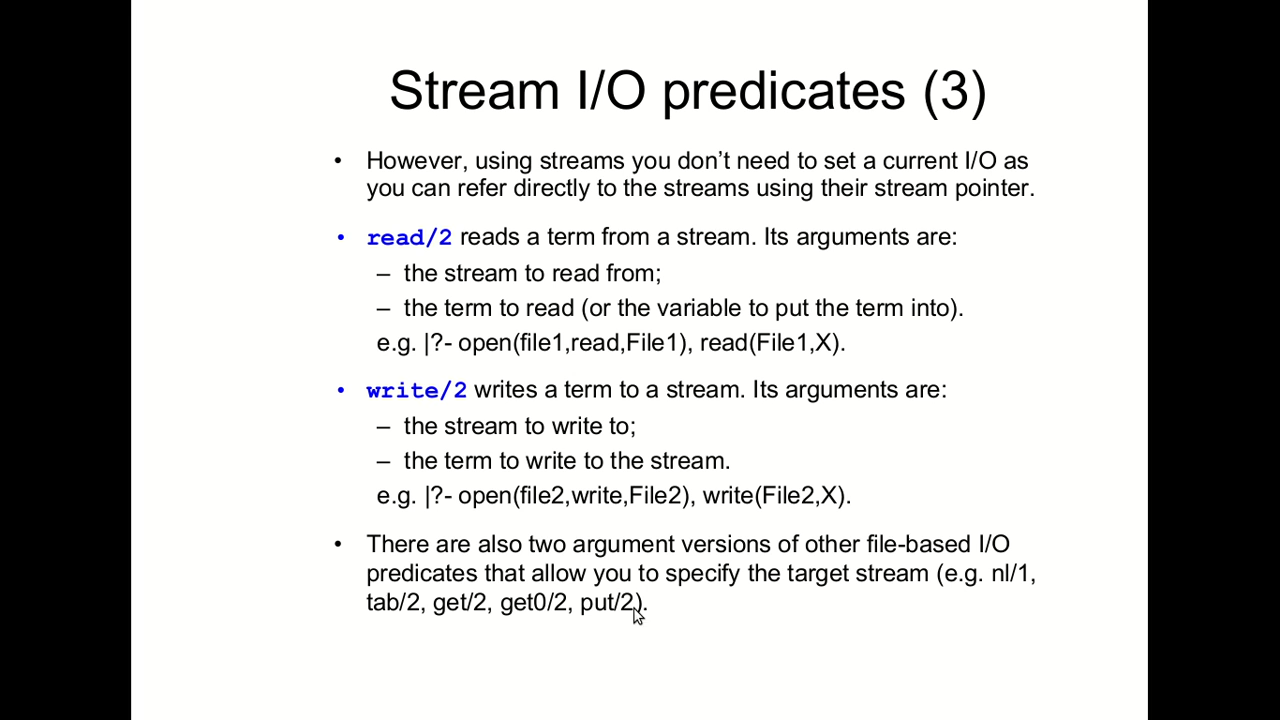 Stream I/O predicates (3)
• However, using streams you don’t need to set a current I/O as
you can refer directly to the streams using their stream pointer.
• read/2 reads a term from a stream. Its arguments are:
– the stream to read from;
– the term to read (or the variable to put the term into).
e.g. |?- open(file1,read,File1), read(File1,X).
• write/2 writes a term to a stream. Its arguments are:
– the stream to write to;
– the term to write to the stream.
e.g. |?- open(file2,write,File2), write(File2,X).
• There are also two argument versions of other file-based I/O
predicates that allow you to specify the target stream (e.g. nl/1,
tab/2, get/2, get0/2, put/2).